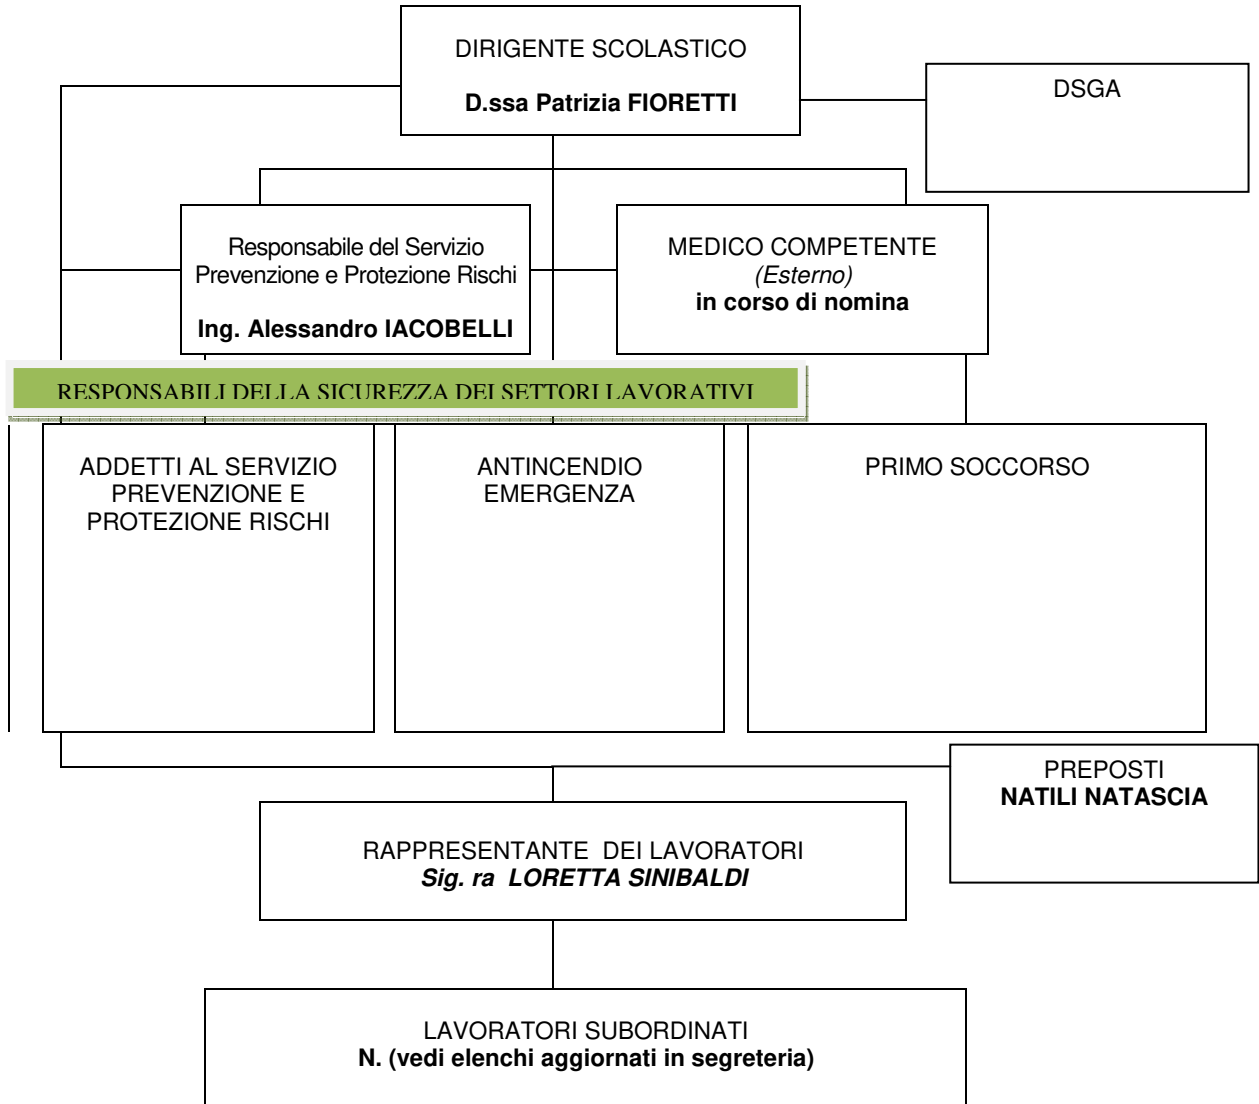 DIRIGENTE SCOLASTICO
D.ssa Patrizia FIORETTI
DSGA
Responsabile del Servizio
Prevenzione e Protezione Rischi
Ing. Alessandro IACOBELLI
MEDICO COMPETENTE
(Esterno)
in corso di nomina
RESPONSABILI DELLA SICUREZZA DEI SETTORI LAVORATIVI
ADDETTI AL SERVIZIO
PREVENZIONE E
PROTEZIONE RISCHI
ANTINCENDIO
EMERGENZA
PRIMO SOCCORSO
PREPOSTI
NATILI NATASCIA
RAPPRESENTANTE DEI LAVORATORI
Sig. ra LORETTA SINIBALDI
LAVORATORI SUBORDINATI
N. (vedi elenchi aggiornati in segreteria)